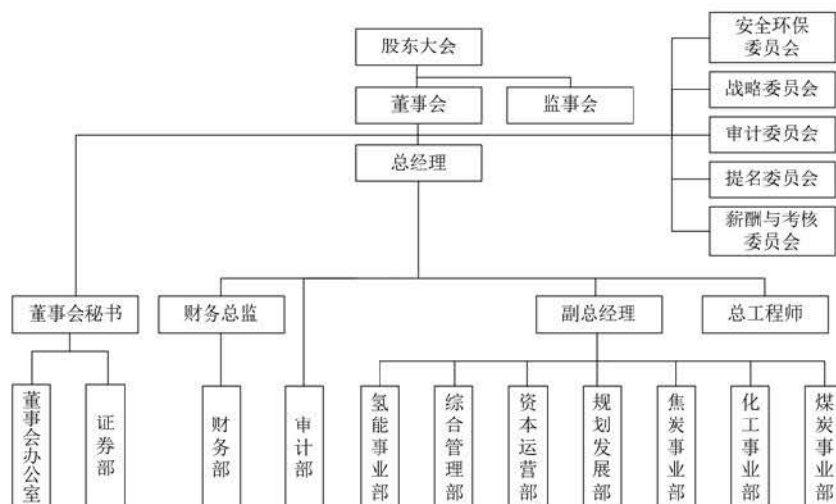 股东大会
董事会
监事会
总经理
安全环保
委员会
战略委员会
审计委员会
提名委员会
薪酬与考核
委员会
董事会秘书
财务总监
副总经理
总工程师
董事会办公室
证券部
财务部
审计部
氢能事业部
综合管理部
资本运营部
规划发展部
焦炭事业部
化工事业部
煤炭事业部